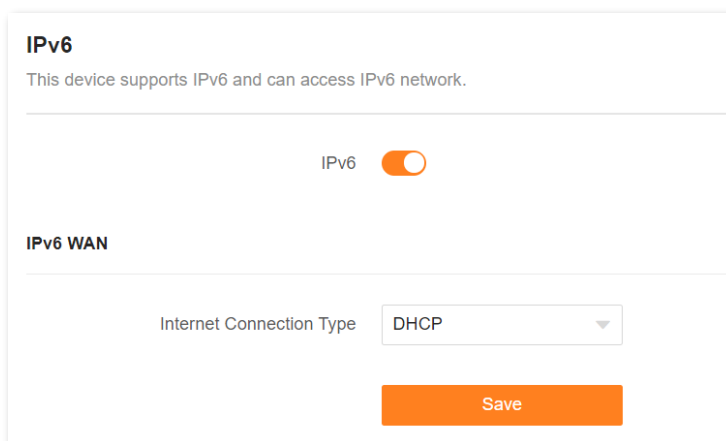 IPv6
This device supports IPv6 and can access IPv6 network.
IPv6
IPv6 WAN
Internet Connection Type DHCP
Save